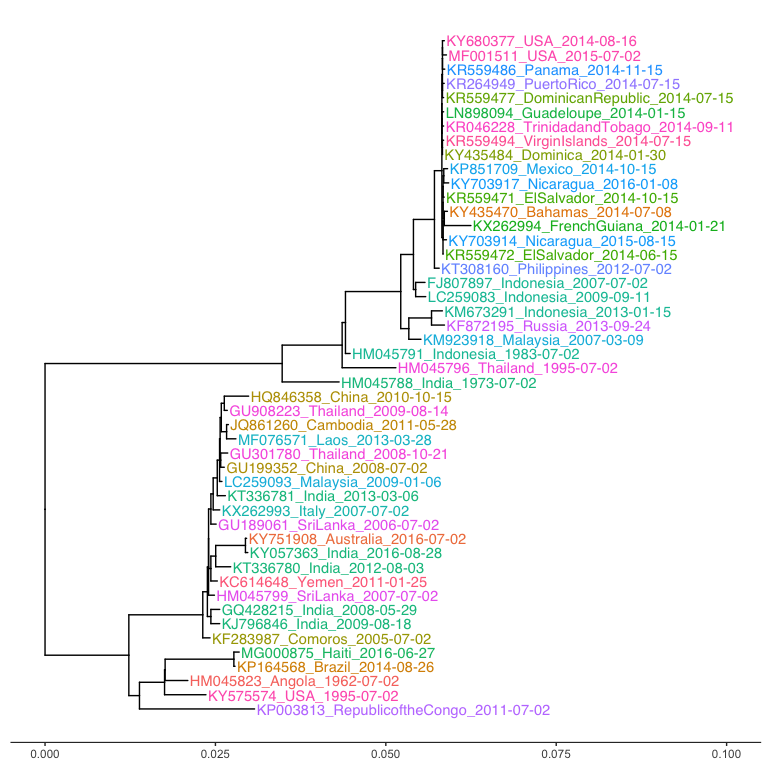 KY680377_USA_2014-08-16
MF001511_USA_2015-07-02
KR559486_Panama_2014-11-15
KR264949_PuertoRico_2014-07-15
KR559477_DominicanRepublic_2014-07-15
LN898094_Guadeloupe_2014-01-15
KR046228_TrinidadandTobago_2014-09-11
KR559494_VirginIslands_2014-07-15
KY435484_Dominica_2014-01-30
KP851709_Mexico_2014-10-15
KY703917_Nicaragua_2016-01-08
KR559471_ElSalvador_2014-10-15
KY435470_Bahamas_2014-07-08
KX262994_FrenchGuiana_2014-01-21
KY703914_Nicaragua_2015-08-15
KR559472_ElSalvador_2014-06-15
KT308160_Philippines_2012-07-02
FJ807897_Indonesia_2007-07-02
LC259083_Indonesia_2009-09-11
KM673291_Indonesia_2013-01-15
KF872195_Russia_2013-09-24
KM923918_Malaysia_2007-03-09
HM045791_Indonesia_1983-07-02
HM045796_Thailand_1995-07-02
HM045788_India_1973-07-02
HQ846358_China_2010-10-15
GU908223_Thailand_2009-08-14
JQ861260_Cambodia_2011-05-28
MF076571_Laos_2013-03-28
GU301780_Thailand_2008-10-21
GU199352_China_2008-07-02
LC259093_Malaysia_2009-01-06
KT336781_India_2013-03-06
KX262993_Italy_2007-07-02
GU189061_SriLanka_2006-07-02
KY751908_Australia_2016-07-02
KY057363_India_2016-08-28
KT336780_India_2012-08-03
KC614648_Yemen_2011-01-25
HM045799_SriLanka_2007-07-02
GQ428215_India_2008-05-29
KJ796846_India_2009-08-18
KF283987_Comoros_2005-07-02
MG000875_Haiti_2016-06-27
KP164568_Brazil_2014-08-26
HM045823_Angola_1962-07-02
KY575574_USA_1995-07-02
KP003813_RepublicoftheCongo_2011-07-02
0.000 0.025 0.050 0.075 0.100